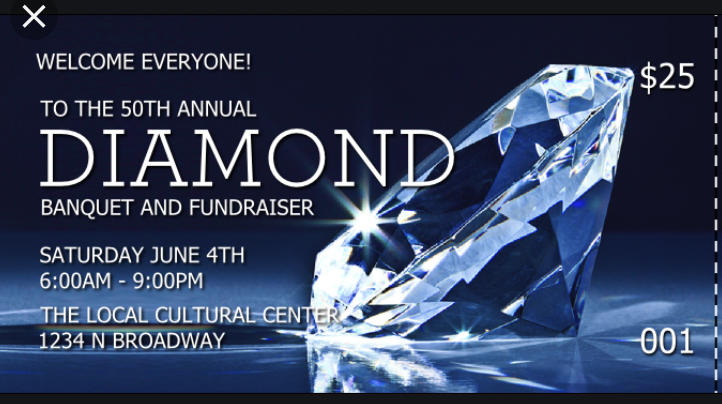 WELCOME EVERYONE!
$25
TO THE 50TH ANNUAL
DIAMOND
BANQUET AND FUNDRAISER
SATURDAY JUNE 4TH
6:00AM - 9:00PM
THE LOCAL CULTURAL CENTER
1234 N BROADWAY
001